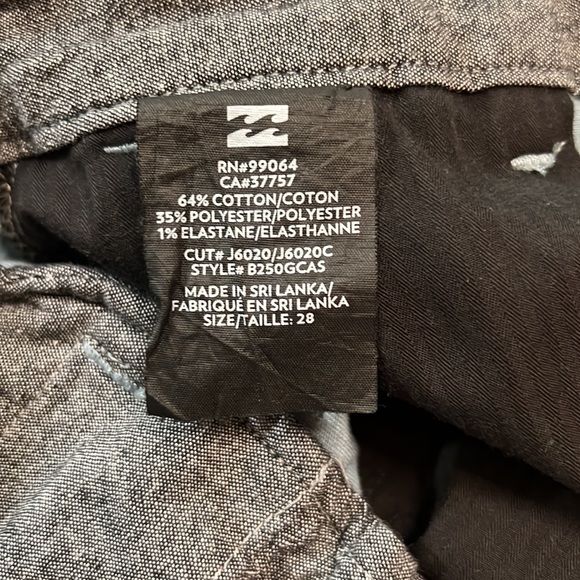 RN#99064
CA#37757
64% COTTON/COTON
35% POLYESTER/POLYESTER
1% ELASTANE/ELASTHANNE
CUT# J6020/J6020C
STYLE# B250GCAS
MADE IN SRI LANKA/
FABRIQUÉ EN SRI LANKA
SIZE/TAILLE: 28